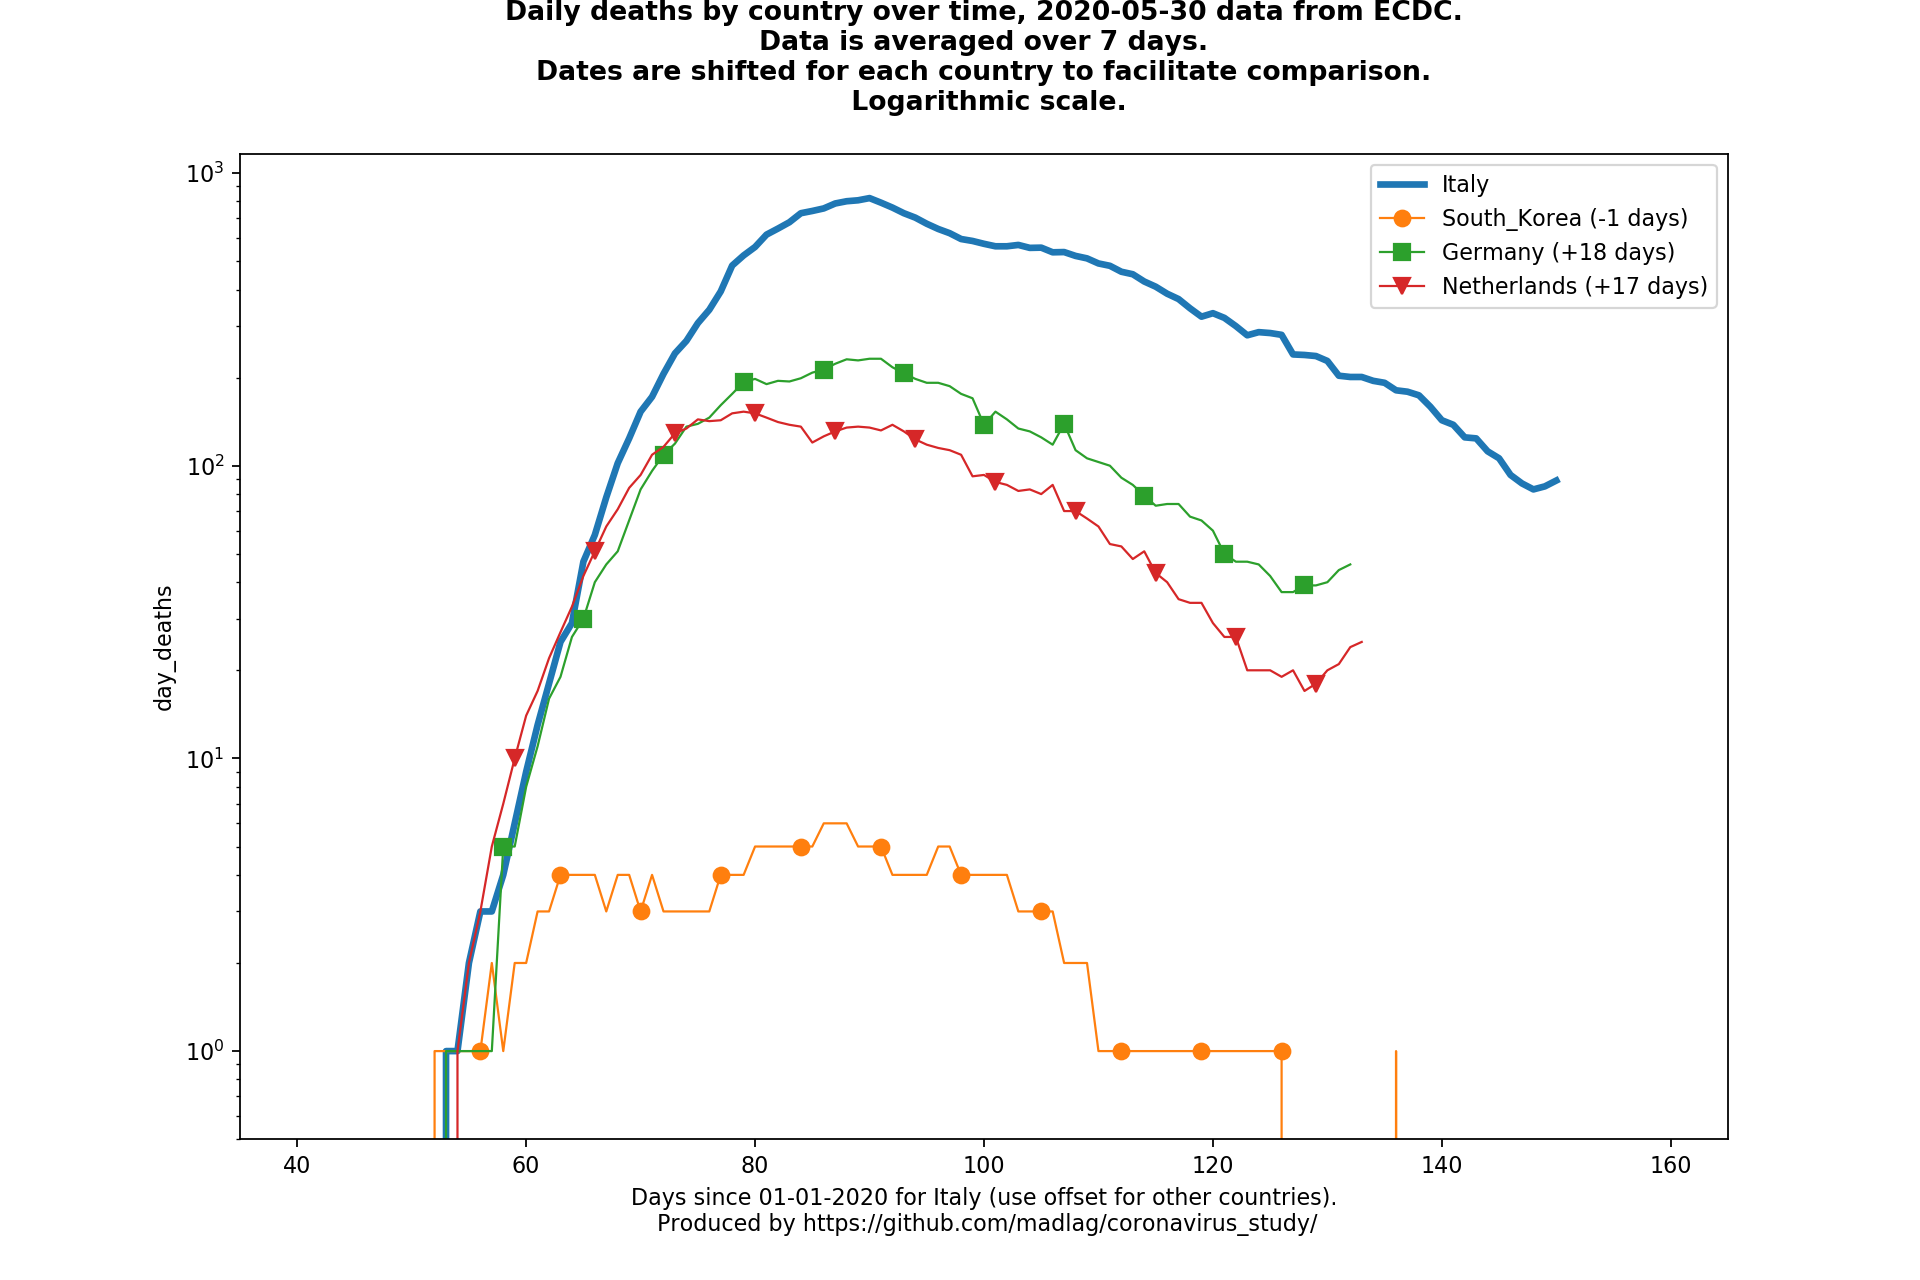 Daily deaths by country over time, 2020-05-30 data from ECDC.
Data is averaged over 7 days.
Dates are shifted for each country to facilitate comparison.
Logarithmic scale.
10³
10²
10¹
10⁰
day_deaths
Italy
South_Korea (-1 days)
Germany (+18 days)
Netherlands (+17 days)
40 60 80 100 120 140 160
Days since 01-01-2020 for Italy (use offset for other countries).
Produced by https://github.com/madlag/coronavirus_study/